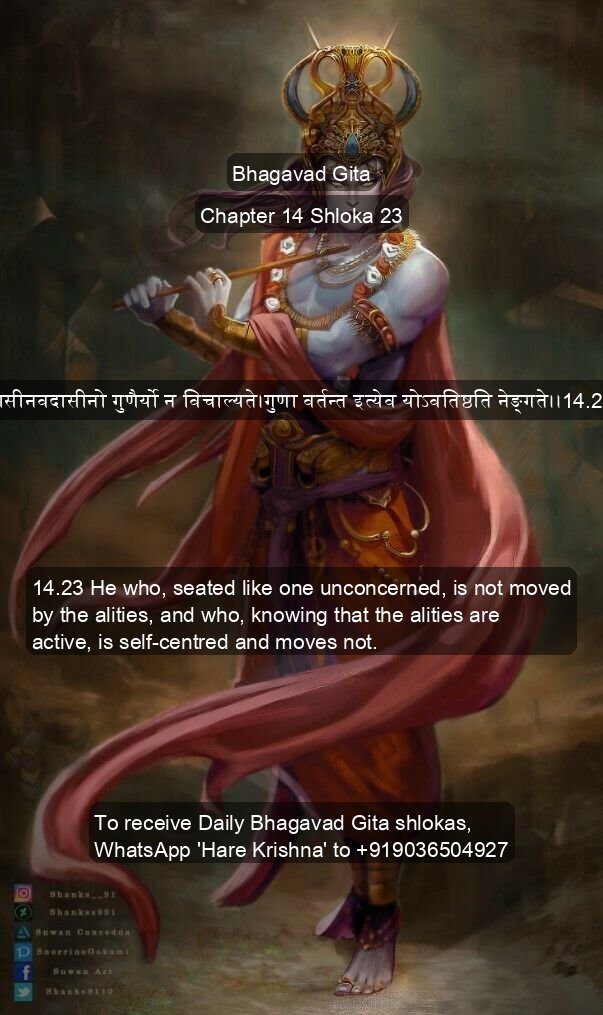 Bhagavad Gita
Chapter 14 Shloka 23
सीनवदासीनो गुणैर्यो न विचाल्यते।गुणा वर्तन्त इत्येव योऽवतिष्ठति नेङ्गते।।14.2
14.23 He who, seated like one unconcerned, is not moved
by the alities, and who, knowing that the alities are
active, is self-centred and moves not.
To receive Daily Bhagavad Gita shlokas,
WhatsApp 'Hare Krishna' to +919036504927
Shanks__91
Shankss991
Suwan Canoedda
SnorrineOokami
Suwan Art
Shanks9110